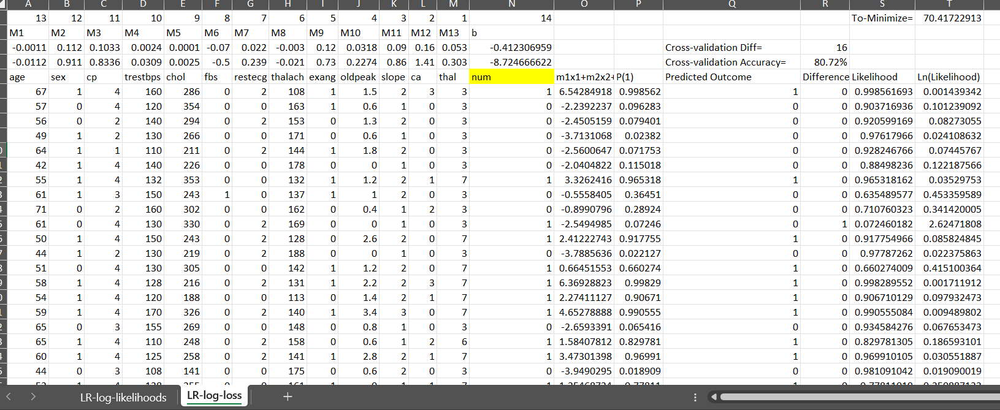 A B C D E F G H I J K L M N O P Q R S T
13 12 11 10 9 8 7 6 5 4 3 2 1 14 To-Minimize= 70.41722913
M1 M2 M3 M4 M5 M6 M7 M8 M9 M10 M11 M12 M13 b
-0.0011 0.112 0.1033 0.0024 0.0001 -0.07 0.022 -0.003 0.12 0.0318 0.09 0.16 0.053 -0.412306959 Cross-validation Diff= 16
-0.0112 0.911 0.8336 0.0309 0.0025 -0.5 0.239 -0.021 0.73 0.2274 0.86 1.41 0.303 -8.724666622 Cross-validation Accuracy= 80.72%
age sex cp trestbps chol fbs restecg thalach exang oldpeak slope ca thal num m1x1+m2x2+ P(1) Predicted Outcome Difference Likelihood Ln(Likelihood)
67 1 4 160 286 0 2 108 1 1.5 2 3 3 1 6.54284918 0.998562 1 0 0.998561693 0.001439342
57 0 4 120 354 0 0 163 1 0.6 1 0 3 0 -2.2392237 0.096283 0 0 0.903716936 0.101239092
56 0 2 140 294 0 2 153 0 1.3 2 0 3 0 -2.4505159 0.079401 0 0 0.920599169 0.08273055
49 1 2 130 266 0 0 171 0 0.6 1 0 3 0 -3.7131068 0.02382 0 0 0.97617966 0.024108632
64 1 1 110 211 0 2 144 1 1.8 2 0 3 0 -2.5600647 0.071753 0 0 0.928246766 0.07445767
42 1 4 140 226 0 0 178 0 0 1 0 3 0 -2.0404822 0.115018 0 0 0.88498236 0.122187566
55 1 4 132 353 0 0 132 1 1.2 2 1 7 1 3.3262416 0.965318 1 0 0.965318162 0.03529753
61 1 3 150 243 1 0 137 1 1 2 0 3 0 -0.5558405 0.36451 0 0 0.635489577 0.453359589
71 0 2 160 302 0 0 162 0 0.4 1 2 3 0 -0.8990796 0.28924 0 0 0.710760323 0.341420005
61 0 4 130 330 0 2 169 0 0 1 0 3 1 -2.5494985 0.07246 0 1 0.072460182 2.62471808
50 1 4 150 243 0 2 128 0 2.6 2 0 7 1 2.41222743 0.917755 1 0 0.917754966 0.085824845
44 1 2 130 219 0 2 188 0 0 1 0 3 0 -3.7885636 0.022127 0 0 0.97787262 0.022375863
51 0 4 130 305 0 0 142 1 1.2 2 0 7 1 0.66451553 0.660274 1 0 0.660274009 0.415100364
58 1 4 128 216 0 2 131 1 2.2 2 3 7 1 6.36928823 0.99829 1 0 0.998289552 0.001711912
54 1 4 120 188 0 0 113 0 1.4 2 1 7 1 2.27411127 0.90671 1 0 0.906710129 0.097932473
59 1 4 170 326 0 2 140 1 3.4 3 0 7 1 4.65278888 0.990555 1 0 0.990555084 0.009489802
65 0 3 155 269 0 0 148 0 0.8 1 0 3 0 -2.6593391 0.065416 0 0 0.934584276 0.067653473
65 1 4 110 248 0 2 158 0 0.6 1 2 6 1 1.58407812 0.829781 1 0 0.829781305 0.186593101
60 1 4 125 258 0 2 141 1 2.8 2 1 7 1 3.47301398 0.96991 1 0 0.969910105 0.030551887
44 0 3 108 141 0 0 175 0 0.6 2 0 3 0 -3.9490295 0.018909 0 0 0.981091042 0.019090019
LR-log-likelihoods LR-log-loss